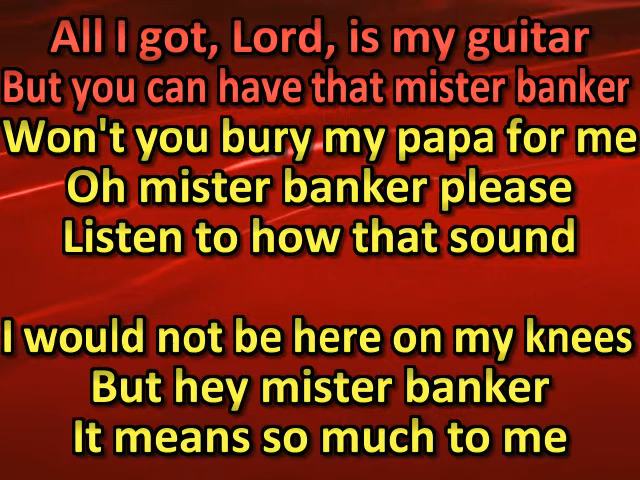 All I got, Lord, is my guitar
But you can have that mister banker
Won't you bury my papa for me
Oh mister banker please
Listen to how that sound
I would not be here on my knees
But hey mister banker
It means so much to me